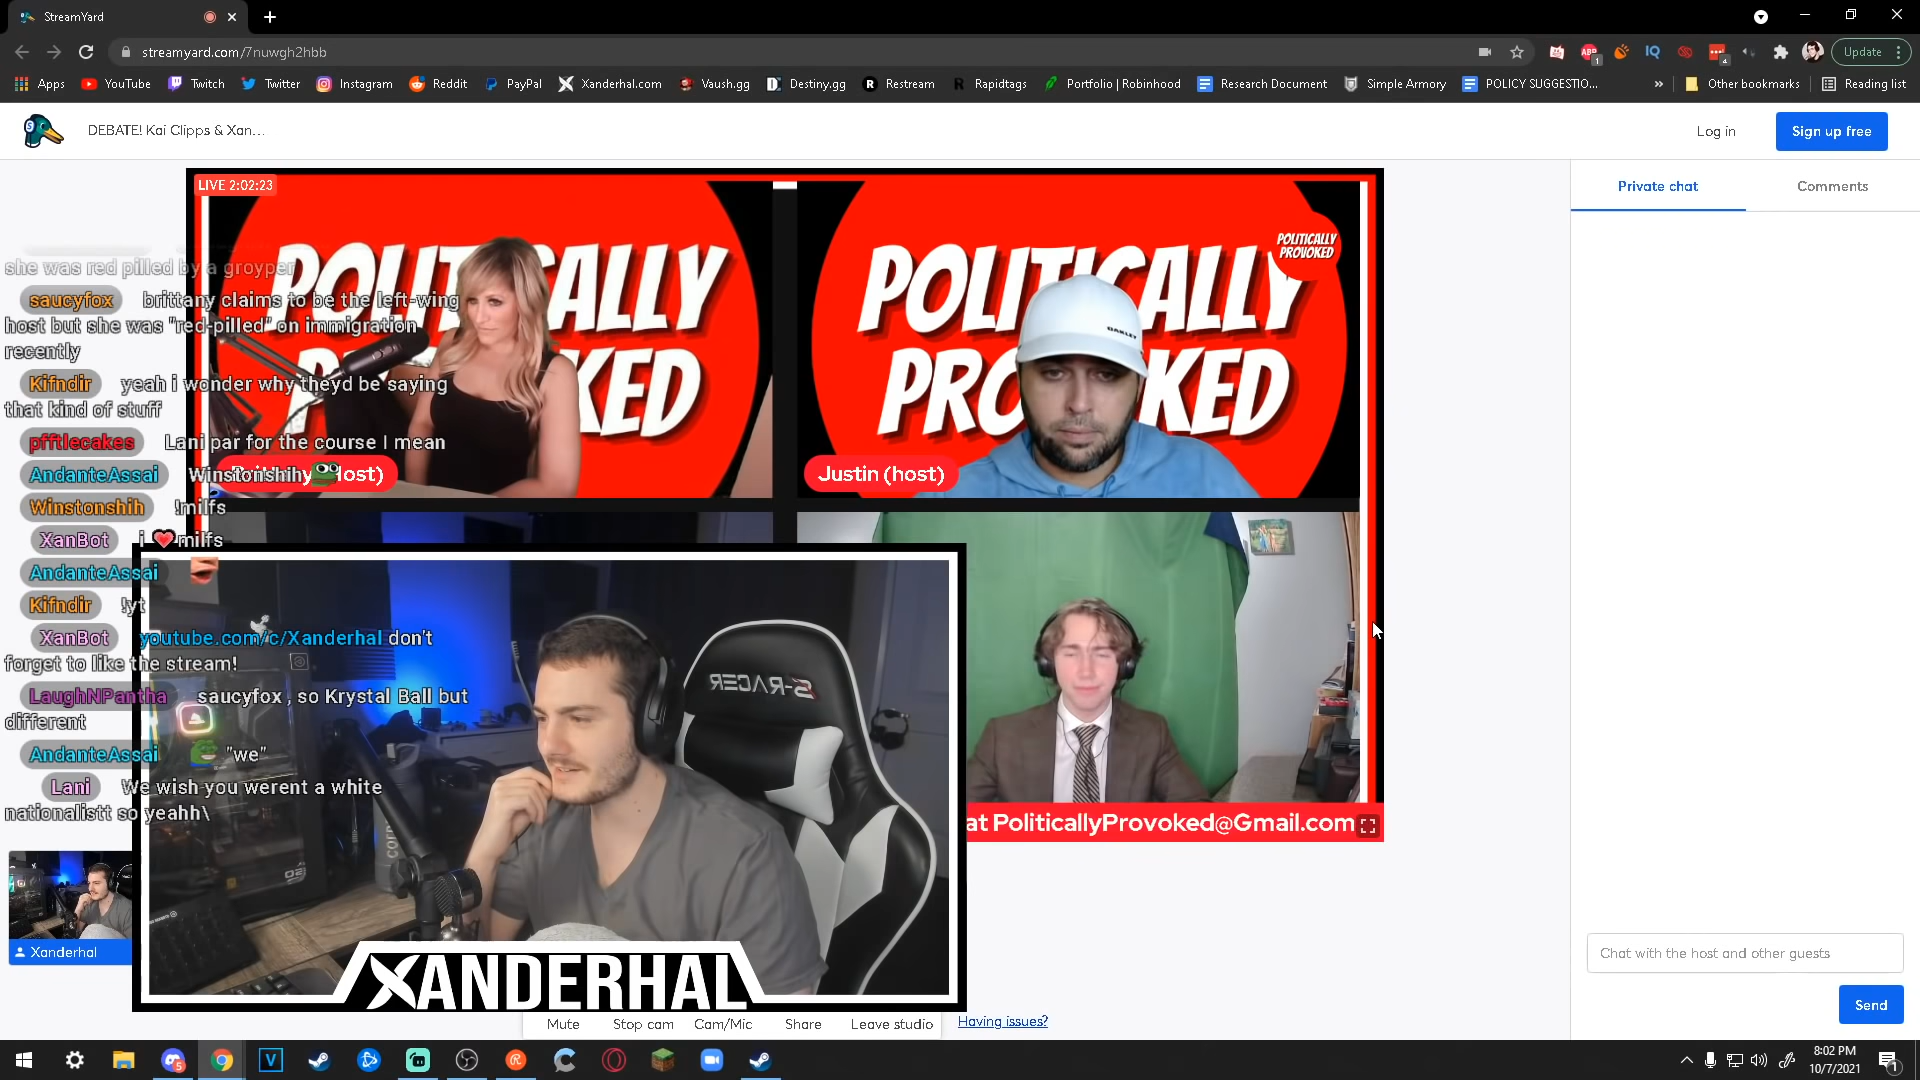 StreamYard
streamyard.com/7nuwgh2hbb
Update
Apps
YouTube
Twitch
Twitter
Instagram
Reddit
PayPal
Xanderhal.com
Vaush.gg
Destiny.gg
Restream
Rapidtags
Portfolio | Robinhood
Research Document
Simple Armory
POLICY SUGGESTIO...
»
Other bookmarks
Reading list
DEBATE! Kai Clipps & Xan...
Log in
Sign up free
Private chat
Comments
LIVE 2:02:23
POLITICALLY
POLITICALLY
PROVOKED
POLITICALLY
PROVOKED
OAKLEY
Justin (host)
she was red pilled by a groyper
saucyfox brittany claims to be the left-wing
host but she was "red-pilled" on immigration
recently
Kifndir yeah i wonder why theyd be saying
that kind of stuff
pfftlecakes Lani par for the course I mean
AndanteAssai Winstonshih
host)
Winstonshih !milfs
XanBot i ❤ milfs
AndanteAssai
Kifndir !yt
XanBot youtube.com/c/Xanderhal don't
forget to like the stream!
LaughNPantha saucyfox , so Krystal Ball but
different
AndanteAssai "we"
Lani We wish you werent a white
nationalistt so yeahh\
S-RACER
at PoliticallyProvoked@Gmail.com
Xanderhal
XANDERHAL
Mute
Stop cam
Cam/Mic
Share
Leave studio
Having issues?
Chat with the host and other guests
Send
8:02 PM
10/7/2021